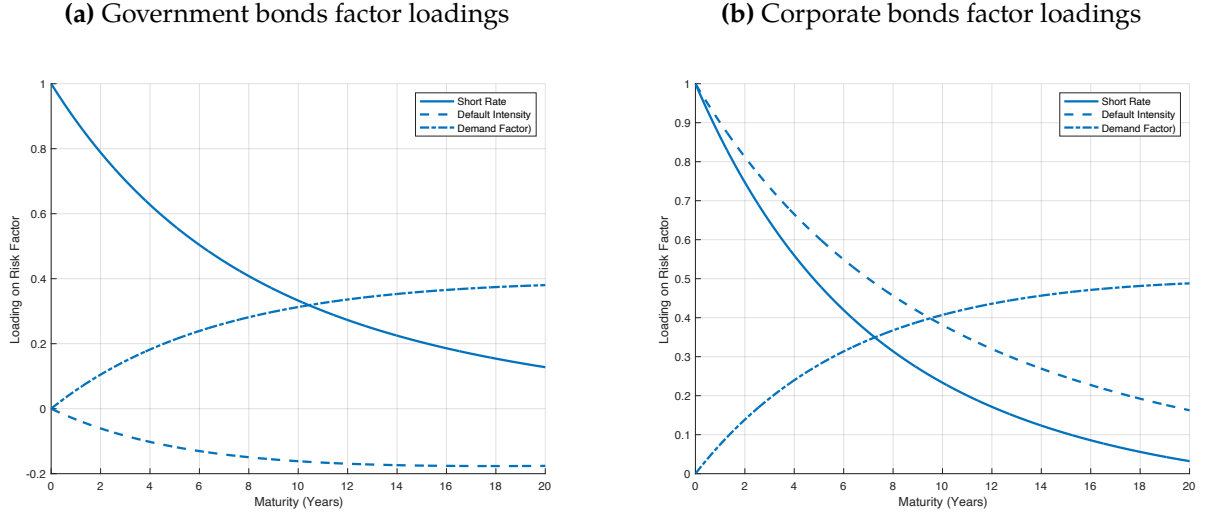 (a) Government bonds factor loadings
1
0.8
0.6
0.4
0.2
0
-0.2
Loading on Risk Factor
0 2 4 6 8 10 12 14 16 18 20
Maturity (Years)
Short Rate
Default Intensity
Demand Factor)
(b) Corporate bonds factor loadings
1
0.9
0.8
0.7
0.6
0.5
0.4
0.3
0.2
0.1
0
Loading on Risk Factor
0 2 4 6 8 10 12 14 16 18 20
Maturity (Years)
Short Rate
Default Intensity
Demand Factor)